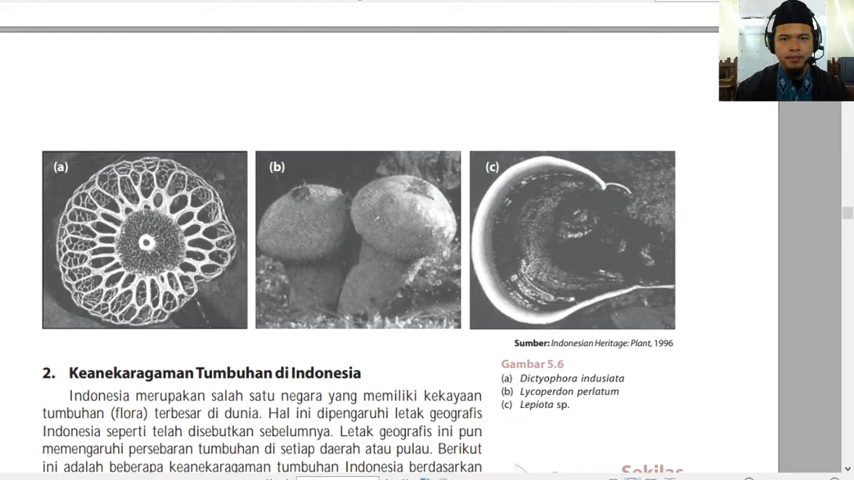 (a)
(b)
(c)
Sumber: Indonesian Heritage: Plant, 1996
Gambar 5.6
(a) Dictyophora indusiata
(b) Lycoperdon perlatum
(c) Lepiota sp.
2. Keanekaragaman Tumbuhan di Indonesia
Indonesia merupakan salah satu negara yang memiliki kekayaan
tumbuhan (flora) terbesar di dunia. Hal ini dipengaruhi letak geografis
Indonesia seperti telah disebutkan sebelumnya. Letak geografis ini pun
memengaruhi persebaran tumbuhan di setiap daerah atau pulau. Berikut
ini adalah beberapa keanekaragaman tumbuhan Indonesia berdasarkan
Sekilas